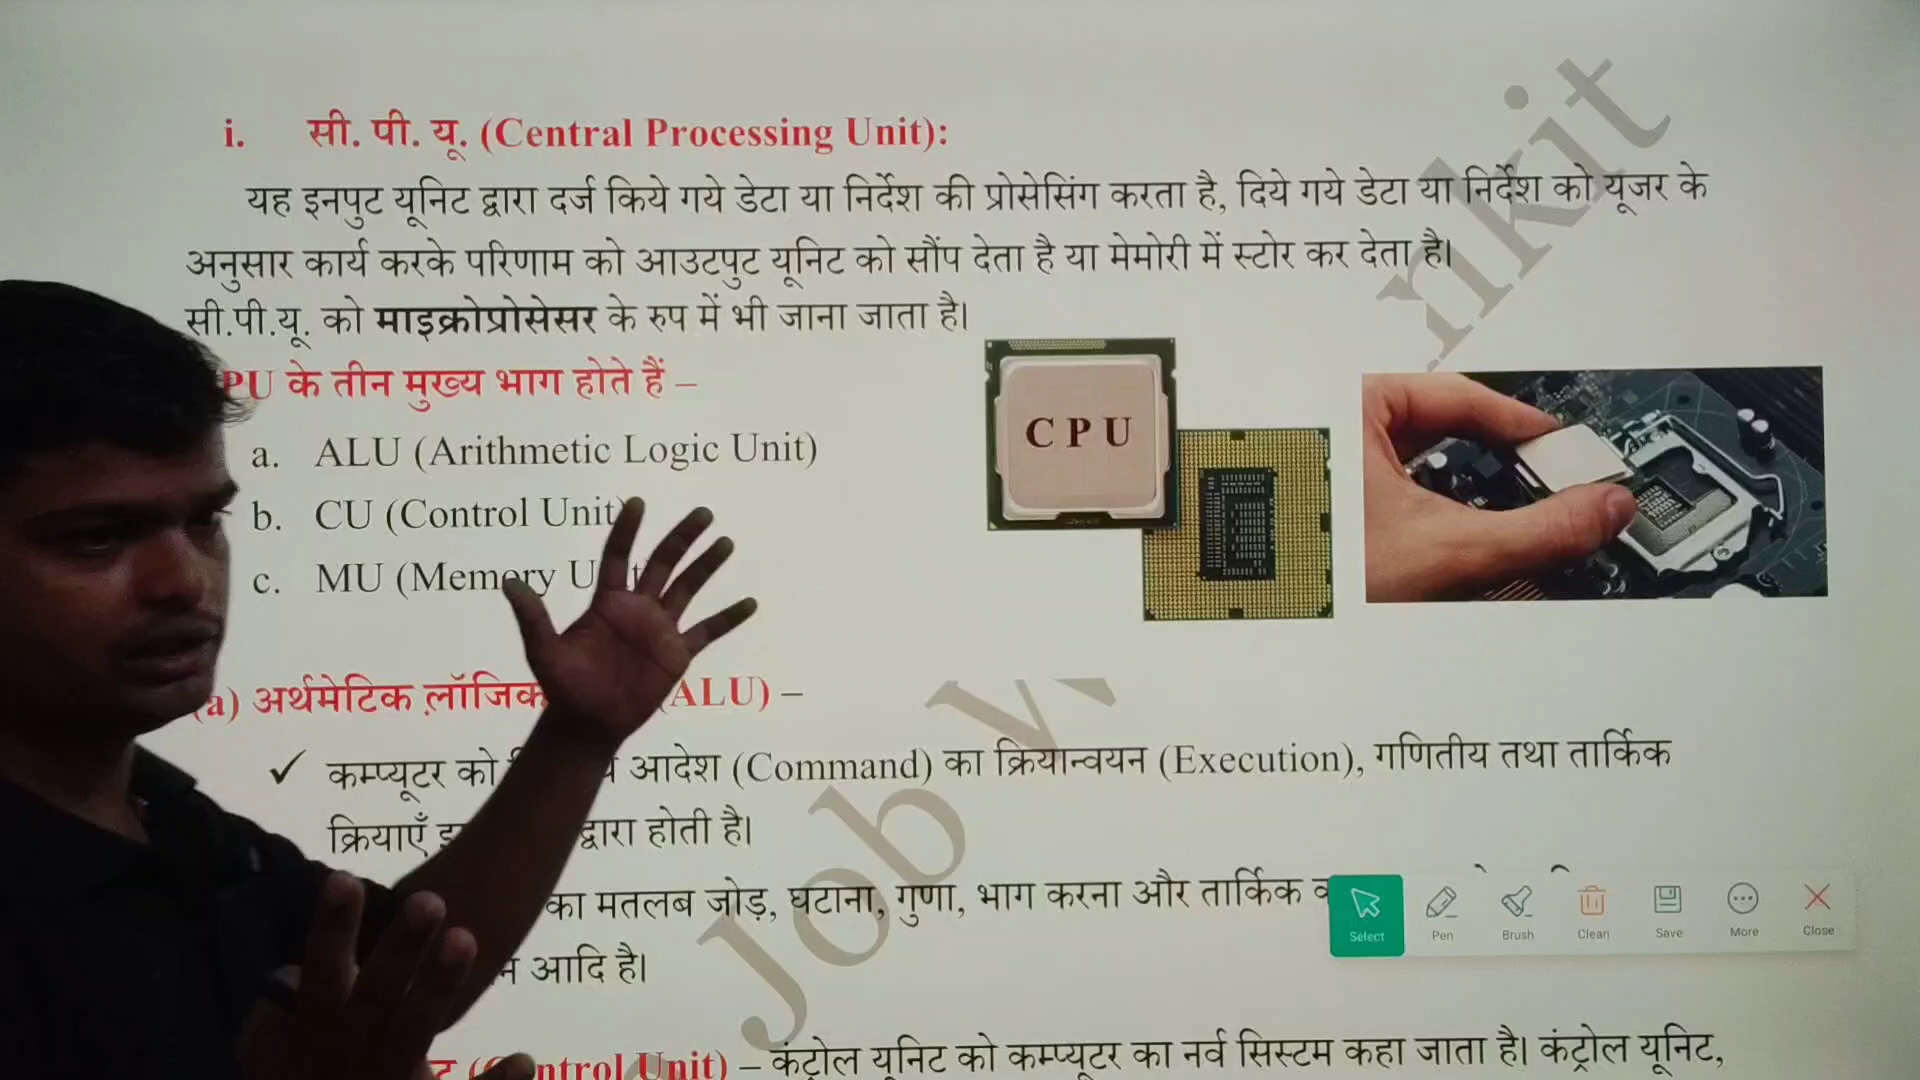 i. सी. पी. यू. (Central Processing Unit):
यह इनपुट यूनिट द्वारा दर्ज किये गये डेटा या निर्देश की प्रोसेसिंग करता है, दिये गये डेटा या निर्देश को यूजर के
अनुसार कार्य करके परिणाम को आउटपुट यूनिट को सौंप देता है या मेमोरी में स्टोर कर देता है।
सी.पी.यू. को माइक्रोप्रोसेसर के रुप में भी जाना जाता है।
PU के तीन मुख्य भाग होते हैं –
a. ALU (Arithmetic Logic Unit)
b. CU (Control Unit)
c. MU (Memory
CPU
(a) अर्थमेटिक लॉजिक (ALU) –
✓ कम्प्यूटर को आदेश (Command) का क्रियान्वयन (Execution), गणितीय तथा तार्किक
क्रियाएँ द्वारा होती है।
का मतलब जोड़, घटाना, गुणा, भाग करना और तार्किक
आदि है।
Select Pen Brush Clean Save More Close
(Control Unit) – कंट्रोल यूनिट को कम्प्यूटर का नर्व सिस्टम कहा जाता है। कंट्रोल यूनिट,
Job
nkit